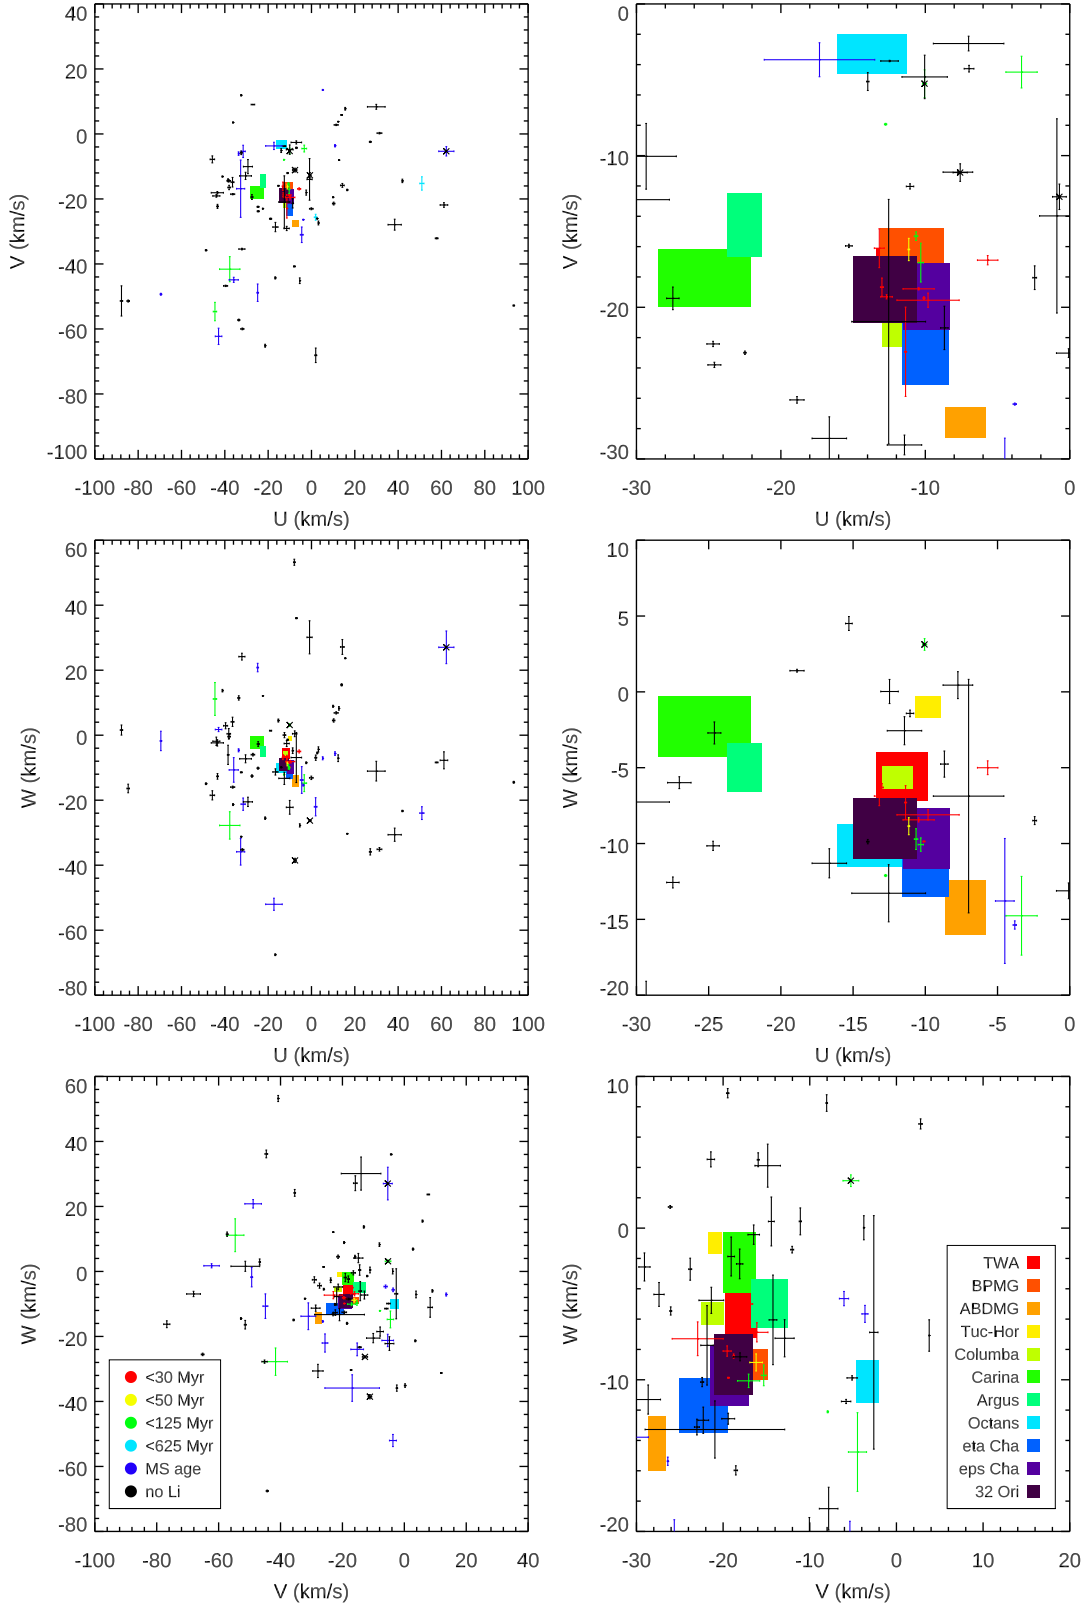 40
20
0
-20
-40
-60
-80
-100
V (km/s)
-100 -80 -60 -40 -20 0 20 40 60 80 100
U (km/s)
0
-10
-20
-30
V (km/s)
-30 -20 -10 0
U (km/s)
60
40
20
0
-20
-40
-60
-80
W (km/s)
-100 -80 -60 -40 -20 0 20 40 60 80 100
U (km/s)
10
5
0
-5
-10
-15
-20
W (km/s)
-30 -25 -20 -15 -10 -5 0
U (km/s)
60
40
20
0
-20
-40
-60
-80
W (km/s)
<30 Myr
<50 Myr
<125 Myr
<625 Myr
MS age
no Li
-100 -80 -60 -40 -20 0 20 40
V (km/s)
10
0
-10
-20
W (km/s)
TWA
BPMG
ABDMG
Tuc-Hor
Columba
Carina
Argus
Octans
eta Cha
eps Cha
32 Ori
-30 -20 -10 0 10 20
V (km/s)